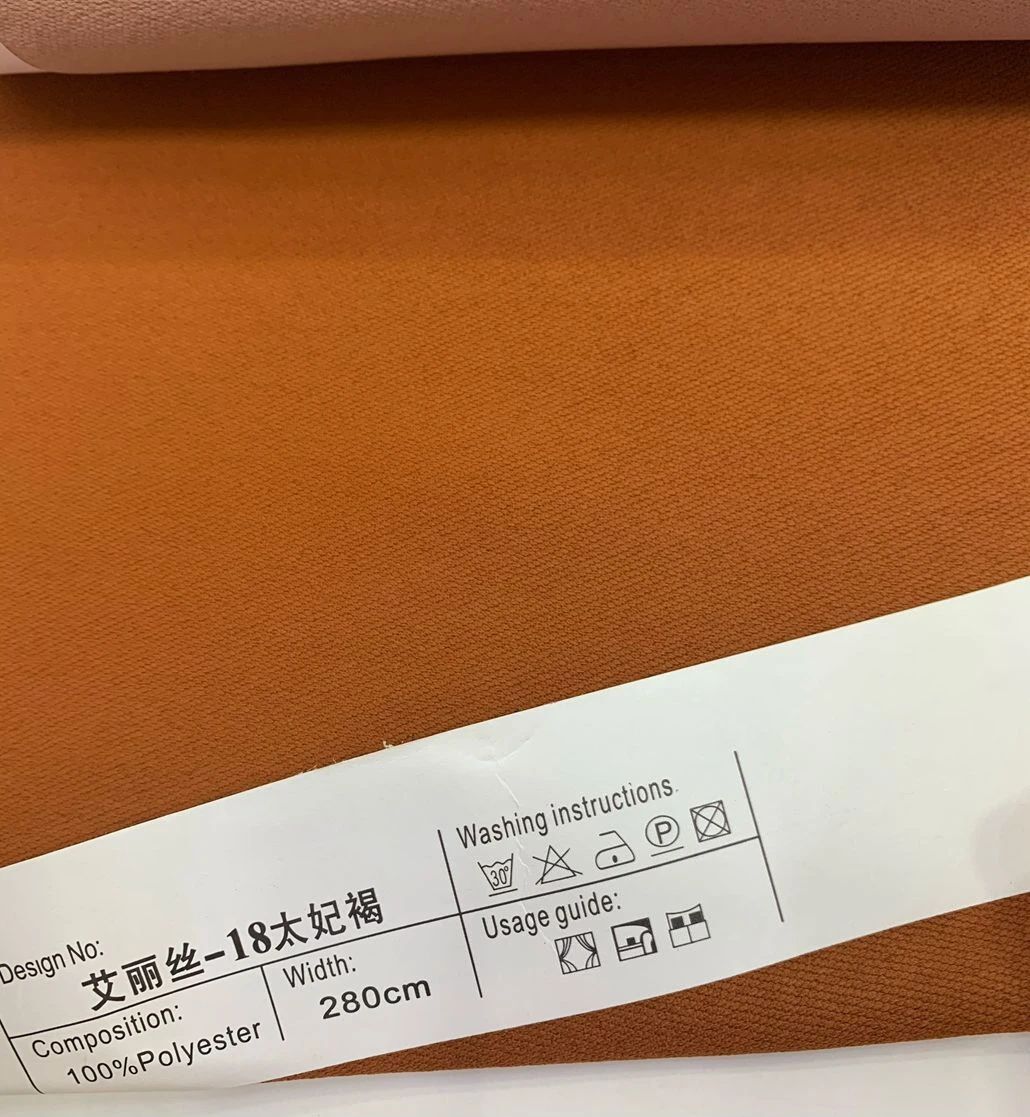 Design No:
艾丽丝-18太妃褐
Composition:
100%Polyester
Width:
280cm
Washing instructions
30°
P
Usage guide: